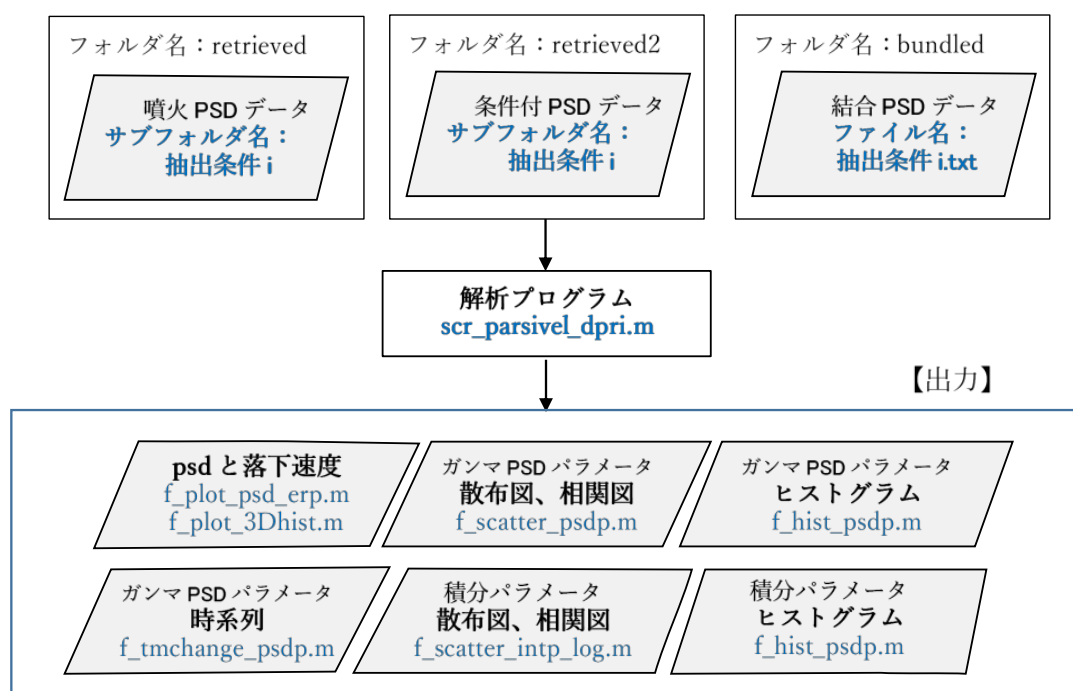 フォルダ名：retrieved
噴火 PSD データ
サブフォルダ名：
抽出条件 i
フォルダ名：retrieved2
条件付 PSD データ
サブフォルダ名：
抽出条件 i
フォルダ名：bundled
結合 PSD データ
ファイル名：
抽出条件 i.txt
解析プログラム
scr_parsivel_dpri.m
【出力】
psd と落下速度
f_plot_psd_erp.m
f_plot_3Dhist.m
ガンマ PSD パラメータ
散布図、相関図
f_scatter_psdp.m
ガンマ PSD パラメータ
ヒストグラム
f_hist_psdp.m
ガンマ PSD パラメータ
時系列
f_tmchange_psdp.m
積分パラメータ
散布図、相関図
f_scatter_intp_log.m
積分パラメータ
ヒストグラム
f_hist_psdp.m